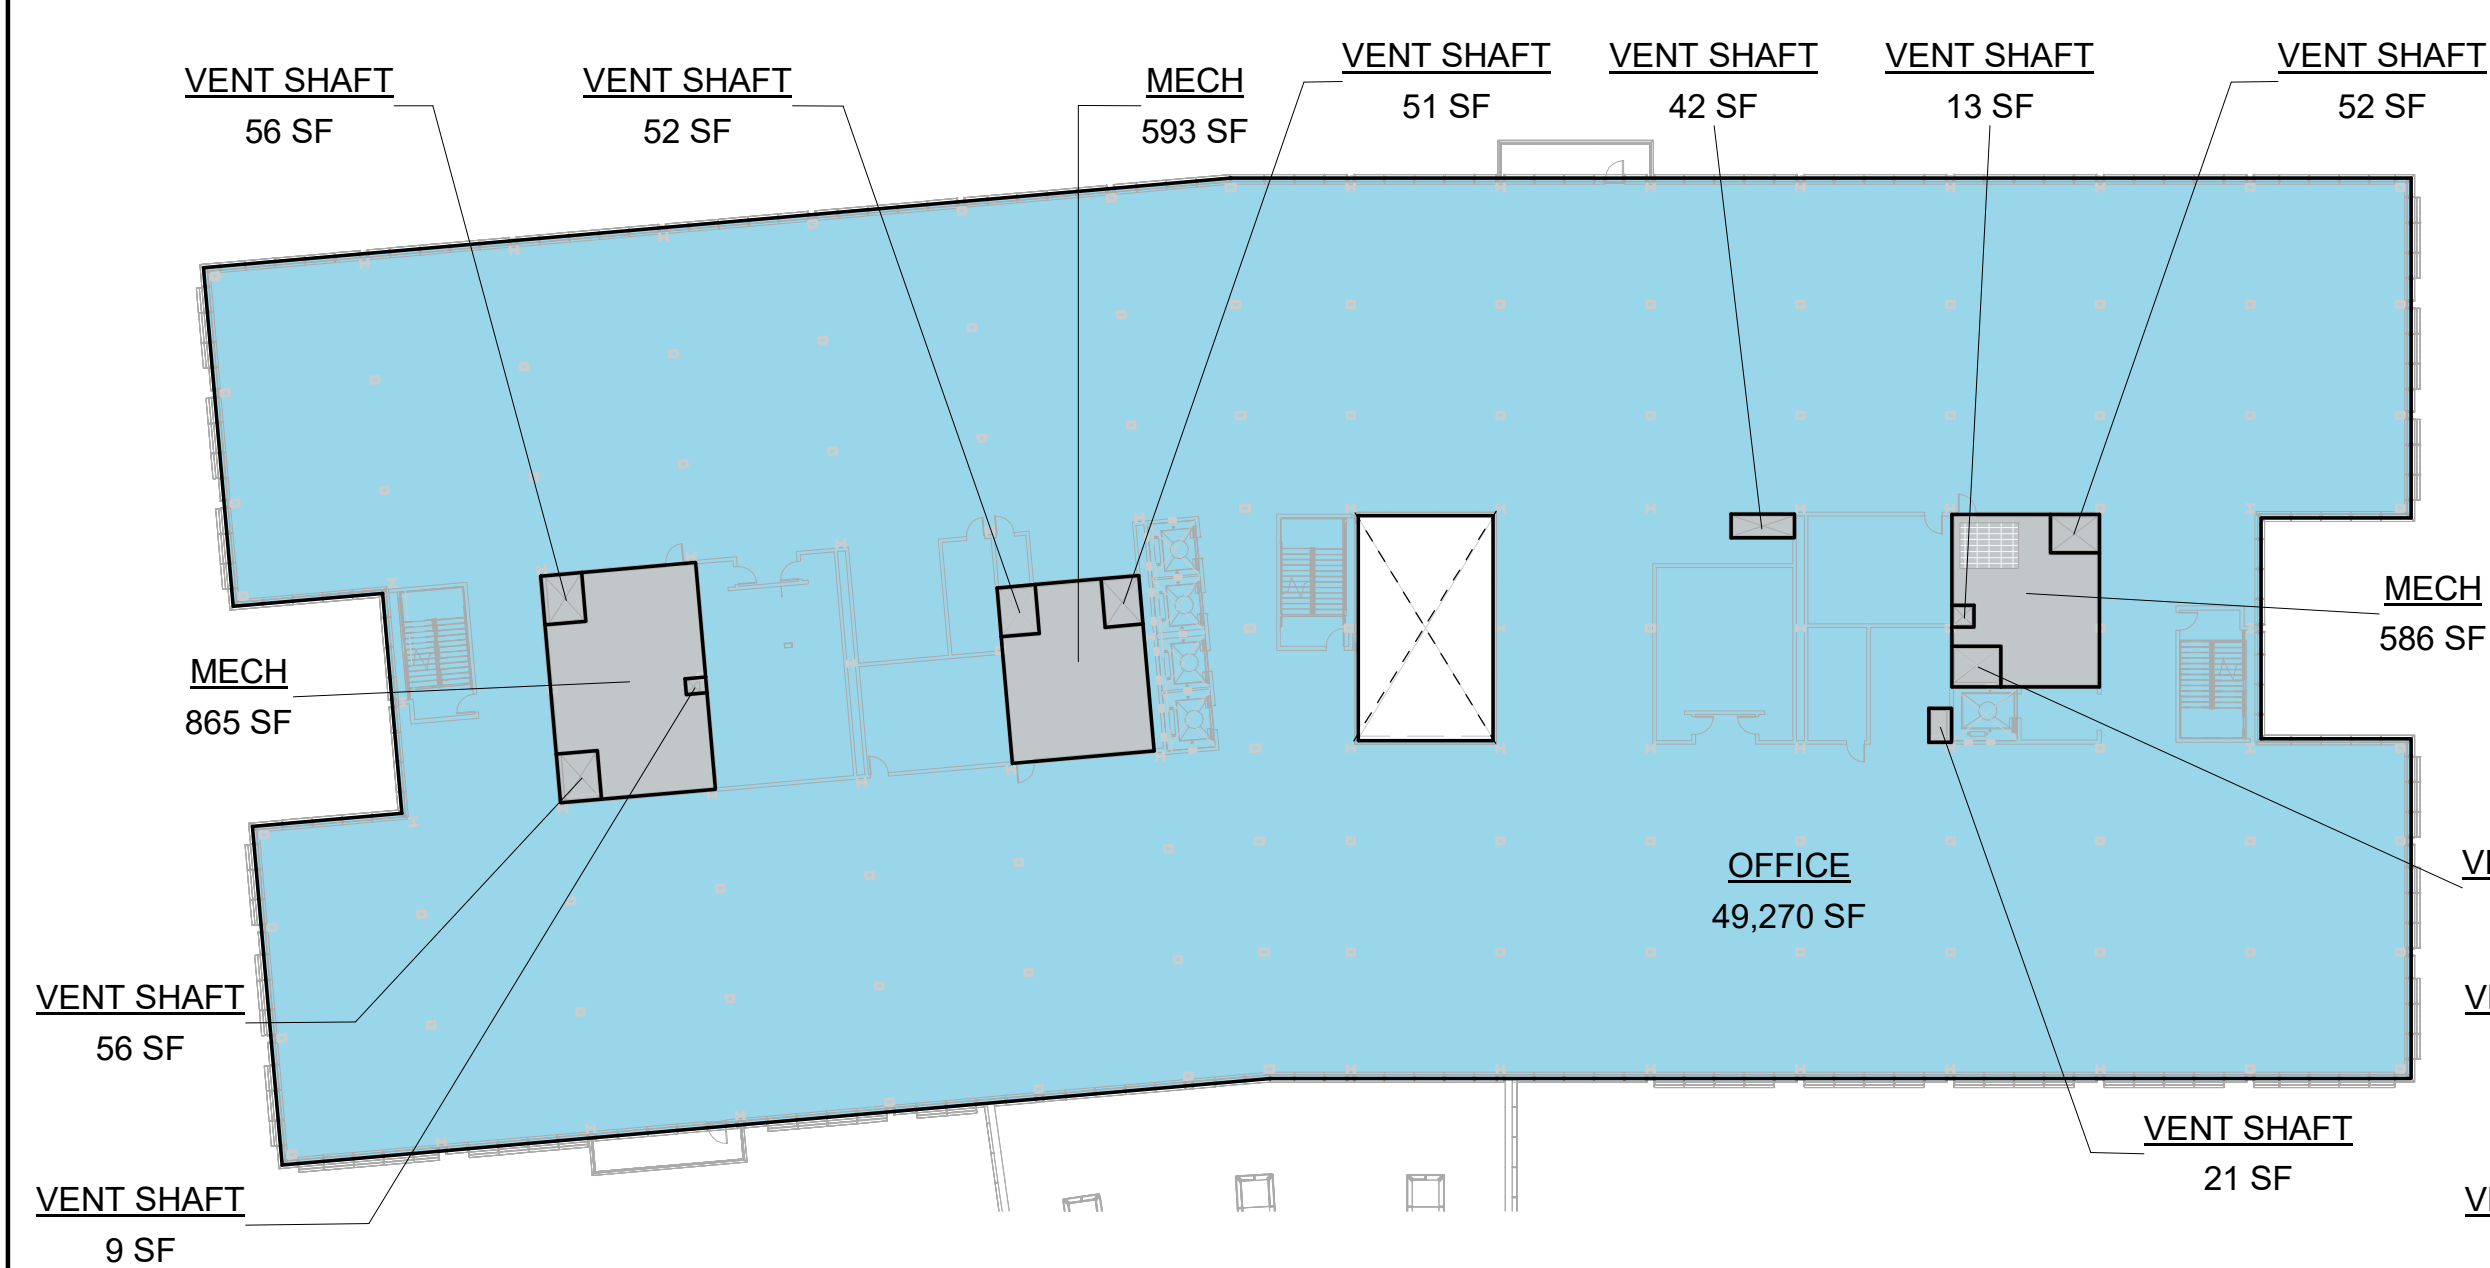 VENT SHAFT
56 SF
VENT SHAFT
52 SF
MECH
593 SF
VENT SHAFT
51 SF
VENT SHAFT
42 SF
VENT SHAFT
13 SF
VENT SHAFT
52 SF
MECH
586 SF
MECH
865 SF
OFFICE
49,270 SF
VENT SHAFT
56 SF
VENT SHAFT
21 SF
VENT SHAFT
9 SF